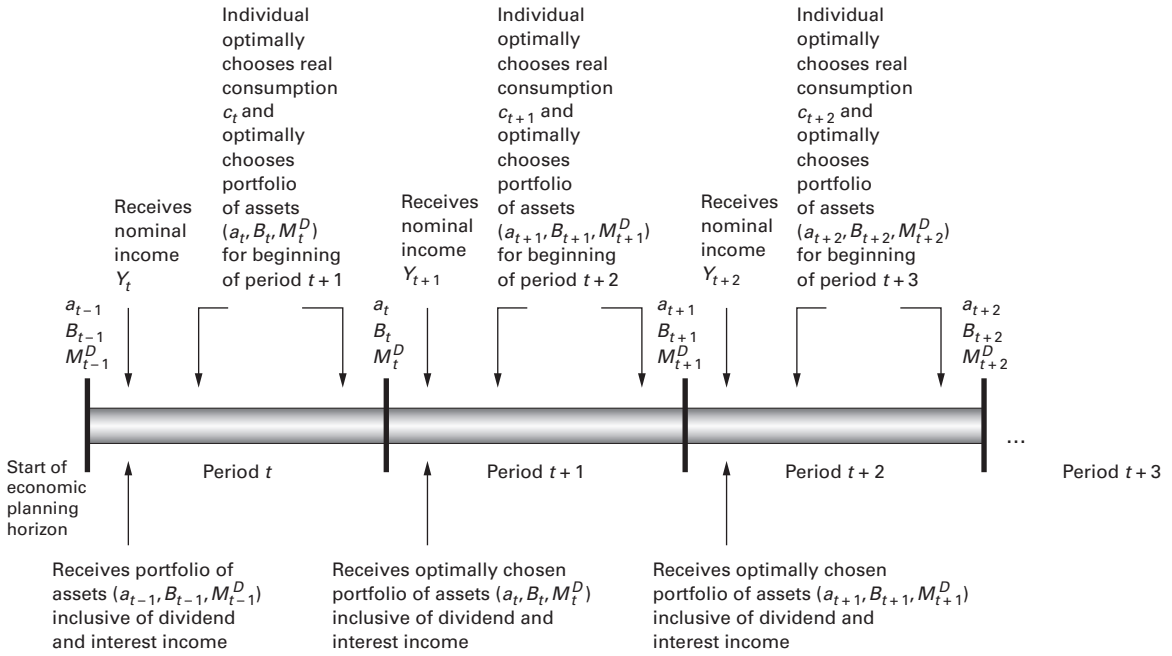 Individual
optimally
chooses real
consumption
c_t and
optimally
chooses
portfolio
of assets
(a_t, B_t, M_t^D)
for beginning
of period t + 1
Individual
optimally
chooses real
consumption
c_{t+1} and
optimally
chooses
portfolio
of assets
(a_{t+1}, B_{t+1}, M_{t+1}^D)
for beginning
of period t + 2
Individual
optimally
chooses real
consumption
c_{t+2} and
optimally
chooses
portfolio
of assets
(a_{t+2}, B_{t+2}, M_{t+2}^D)
for beginning
of period t + 3
Receives
nominal
income
Y_t
Receives
nominal
income
Y_{t+1}
Receives
nominal
income
Y_{t+2}
a_{t−1}
B_{t−1}
M_{t−1}^D
a_t
B_t
M_t^D
a_{t+1}
B_{t+1}
M_{t+1}^D
a_{t+2}
B_{t+2}
M_{t+2}^D
...
Start of
economic
planning
horizon
Period t
Period t + 1
Period t + 2
Period t + 3
Receives portfolio of
assets (a_{t−1}, B_{t−1}, M_{t−1}^D)
inclusive of dividend
and interest income
Receives optimally chosen
portfolio of assets (a_t, B_t, M_t^D)
inclusive of dividend and
interest income
Receives optimally chosen
portfolio of assets (a_{t+1}, B_{t+1}, M_{t+1}^D)
inclusive of dividend and
interest income